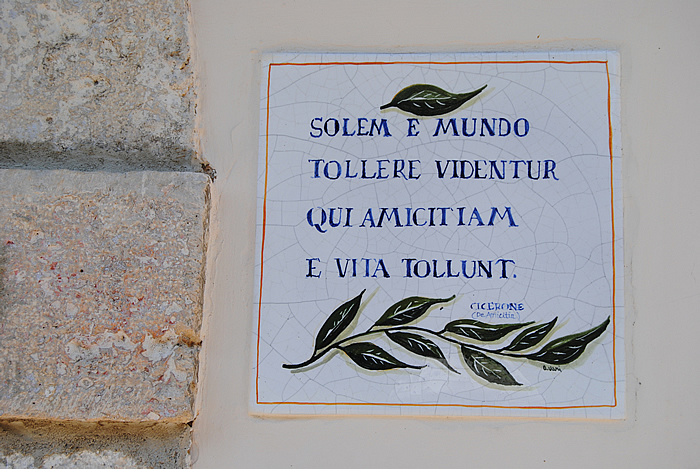 SOLEM E MUNDO
TOLLERE VIDENTUR
QUI AMICITIAM
E VITA TOLLUNT.
CICERONE
(De Amicitia)